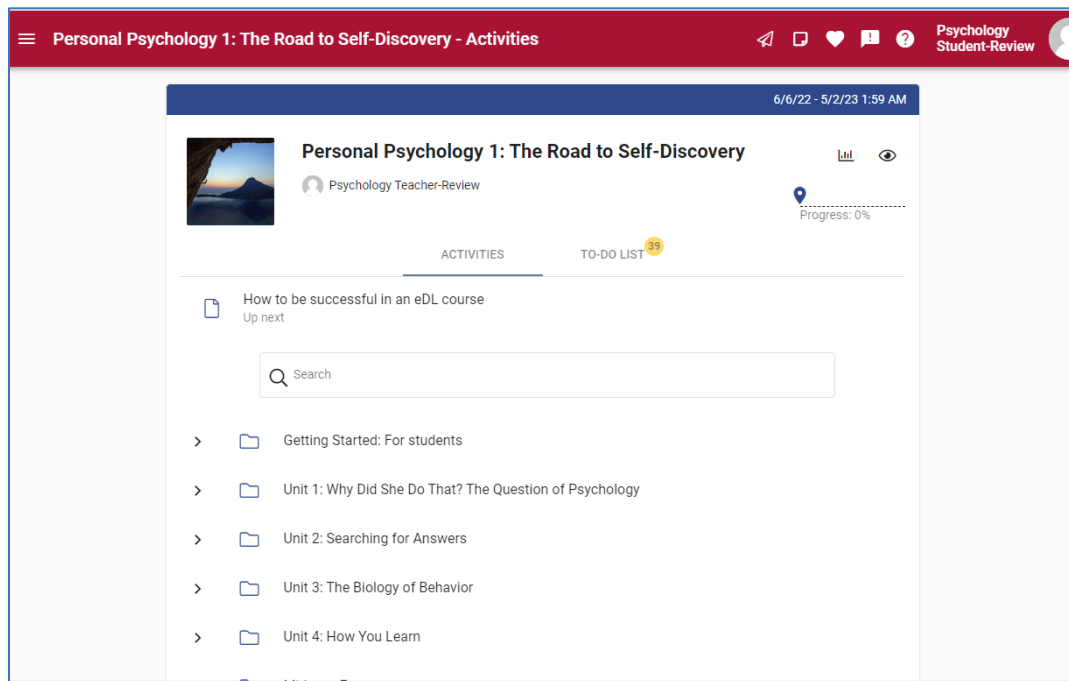 Personal Psychology 1: The Road to Self-Discovery - Activities
Psychology
Student-Review
6/6/22 - 5/2/23 1:59 AM
Personal Psychology 1: The Road to Self-Discovery
Psychology Teacher-Review
Progress: 0%
ACTIVITIES
TO-DO LIST 39
How to be successful in an eDL course
Up next
Search
Getting Started: For students
Unit 1: Why Did She Do That? The Question of Psychology
Unit 2: Searching for Answers
Unit 3: The Biology of Behavior
Unit 4: How You Learn